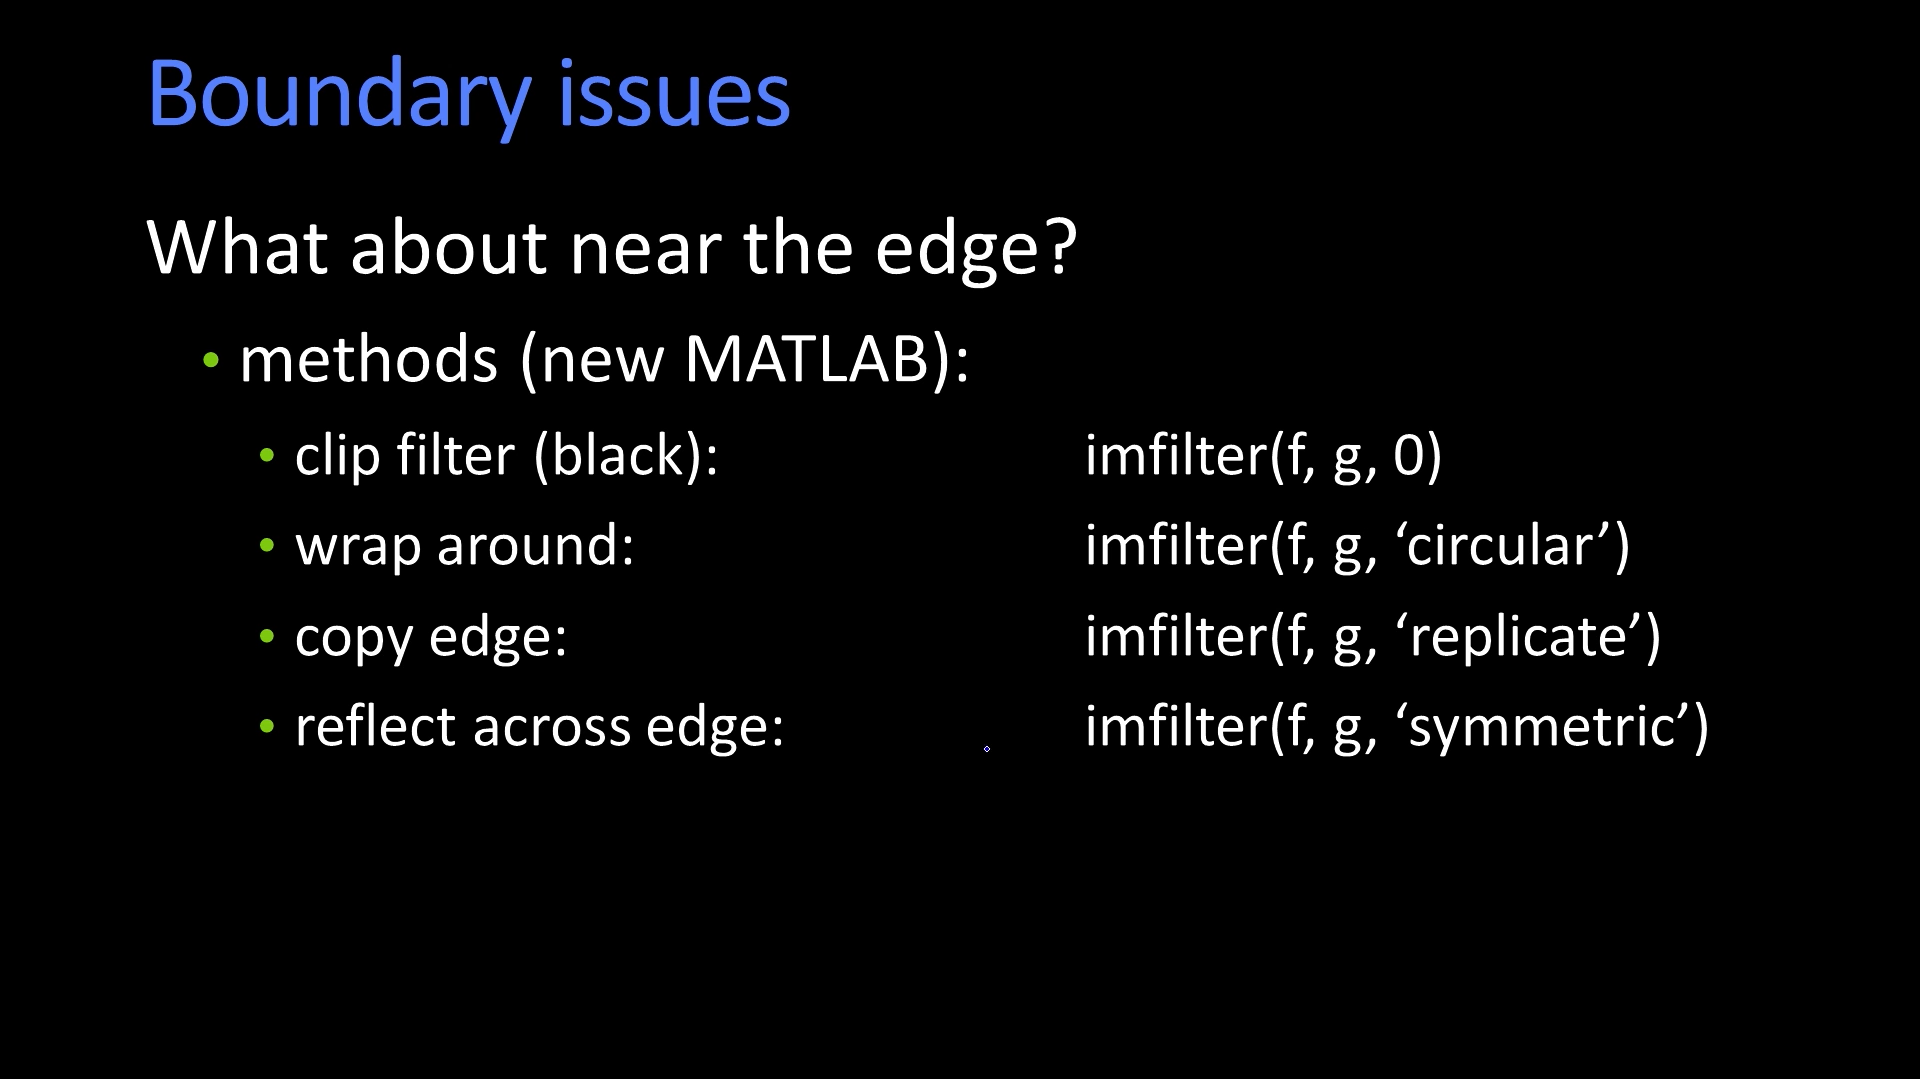 Boundary issues
What about near the edge?
• methods (new MATLAB):
• clip filter (black): imfilter(f, g, 0)
• wrap around: imfilter(f, g, ‘circular’)
• copy edge: imfilter(f, g, ‘replicate’)
• reflect across edge: imfilter(f, g, ‘symmetric’)